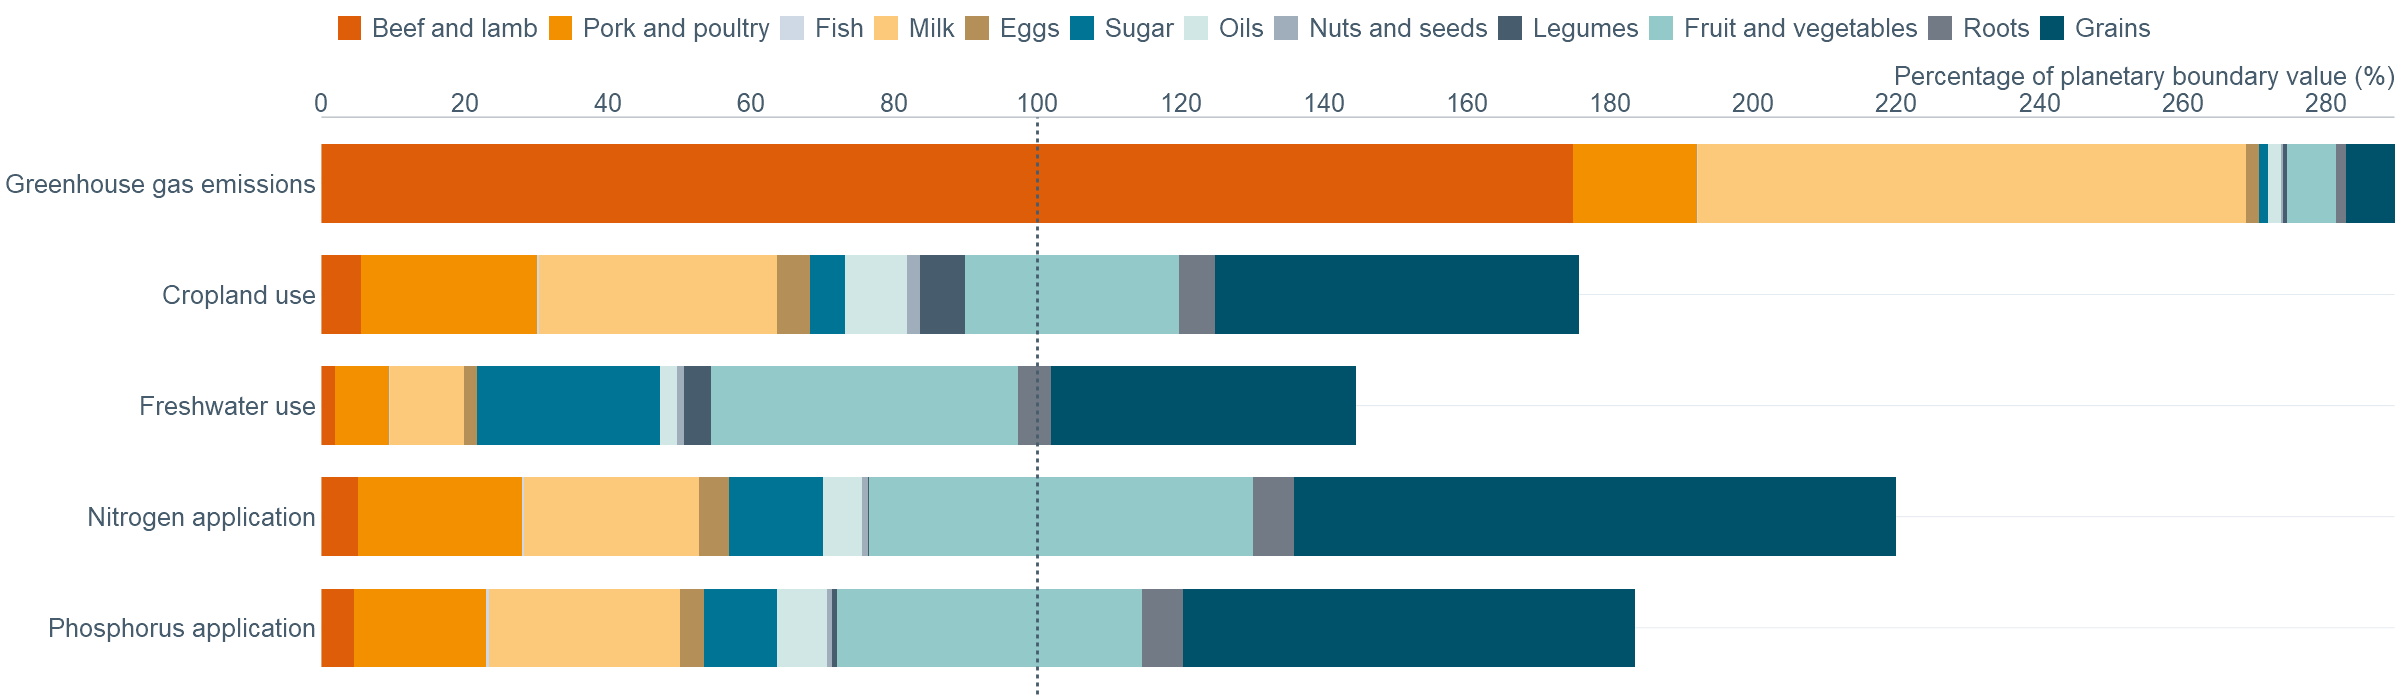 Beef and lamb Pork and poultry Fish Milk Eggs Sugar Oils Nuts and seeds Legumes Fruit and vegetables Roots Grains
Percentage of planetary boundary value (%)
0 20 40 60 80 100 120 140 160 180 200 220 240 260 280
Greenhouse gas emissions
Cropland use
Freshwater use
Nitrogen application
Phosphorus application